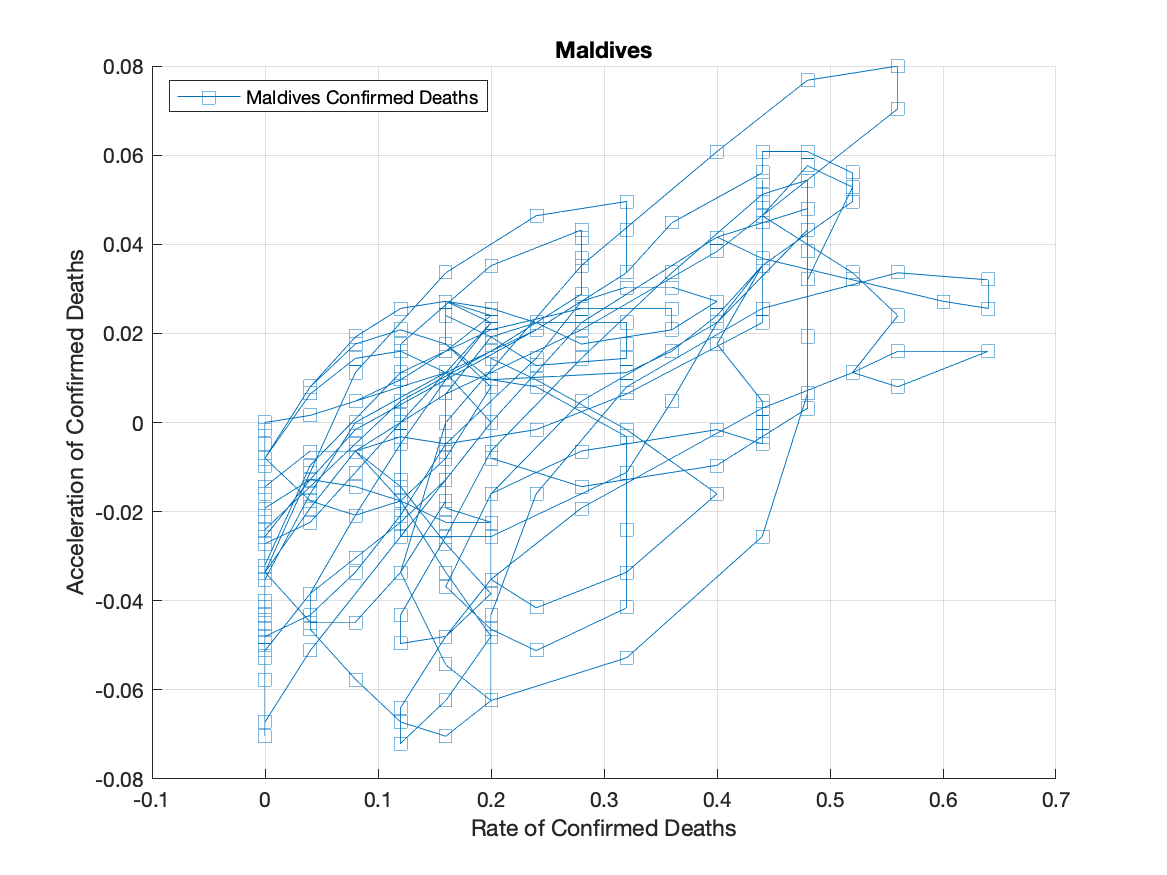 Maldives
Maldives Confirmed Deaths
0.08
0.06
0.04
0.02
0
-0.02
-0.04
-0.06
-0.08
Acceleration of Confirmed Deaths
-0.1 0 0.1 0.2 0.3 0.4 0.5 0.6 0.7
Rate of Confirmed Deaths